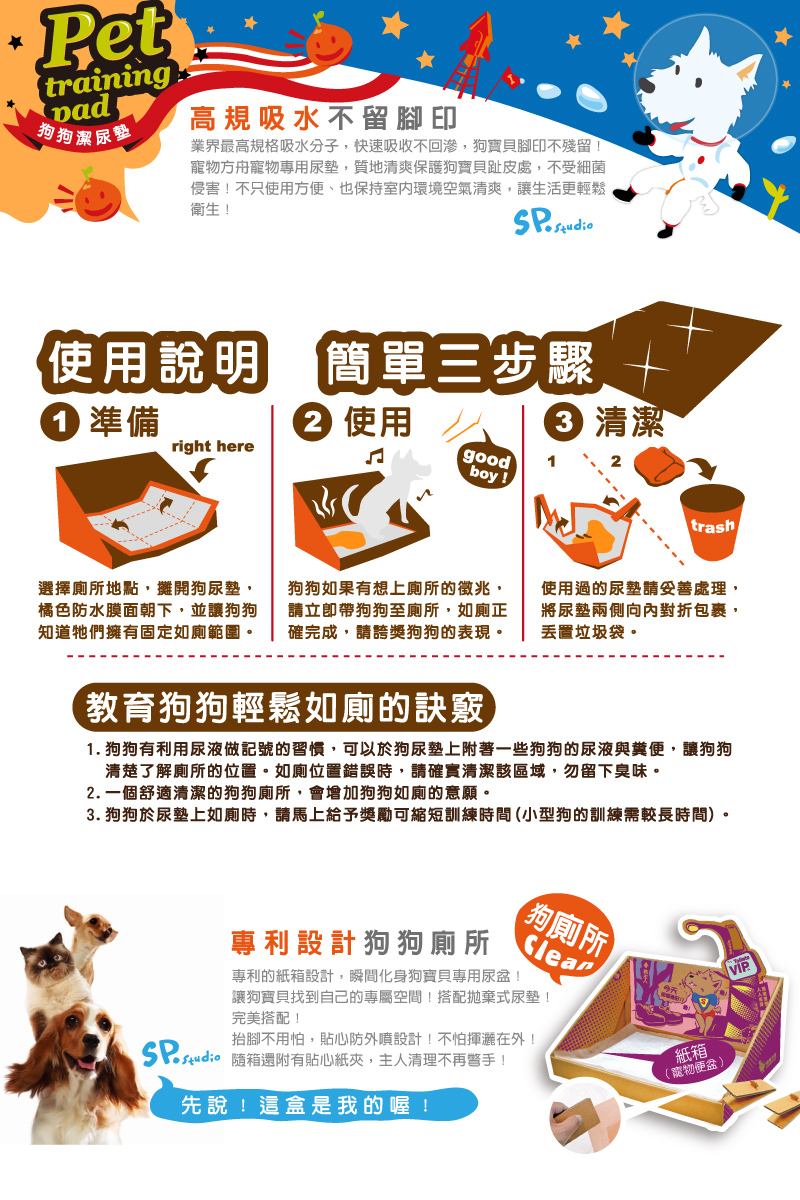 Pet
training
pad
狗狗潔尿墊
高規吸水不留腳印
業界最高規格吸水分子，快速吸收不回滲，狗寶貝腳印不殘留！
寵物方舟寵物專用尿墊，質地清爽保護狗寶貝趾皮處，不受細菌
侵害！不只使用方便、也保持室內環境空氣清爽，讓生活更輕鬆
衛生！
SP.studio
使用說明
簡單三步驟
1 準備
right here
選擇廁所地點，攤開狗尿墊，
橘色防水膜面朝下，並讓狗狗
知道牠們擁有固定如廁範圍。
2 使用
good
boy !
狗狗如果有想上廁所的徵兆，
請立即帶狗狗至廁所，如廁正
確完成，請誇獎狗狗的表現。
3 清潔
1
2
trash
使用過的尿墊請妥善處理，
將尿墊兩側向內對折包裹，
丟置垃圾袋。
教育狗狗輕鬆如廁的訣竅
1. 狗狗有利用尿液做記號的習慣，可以於狗尿墊上附著一些狗狗的尿液與糞便，讓狗狗
清楚了解廁所的位置。如廁位置錯誤時，請確實清潔該區域，勿留下臭味。
2. 一個舒適清潔的狗狗廁所，會增加狗狗如廁的意願。
3. 狗狗於尿墊上如廁時，請馬上給予獎勵可縮短訓練時間(小型狗的訓練需較長時間)。
專利設計狗狗廁所
狗廁所
Clean
專利的紙箱設計，瞬間化身狗寶貝專用尿盆！
讓狗寶貝找到自己的專屬空間！搭配拋棄式尿墊！
完美搭配！
抬腳不用怕，貼心防外噴設計！不怕揮灑在外！
隨箱還附有貼心紙夾，主人清理不再彆手！
SP.studio
先說！這盒是我的喔！
VIP
紙箱
(寵物便盆)